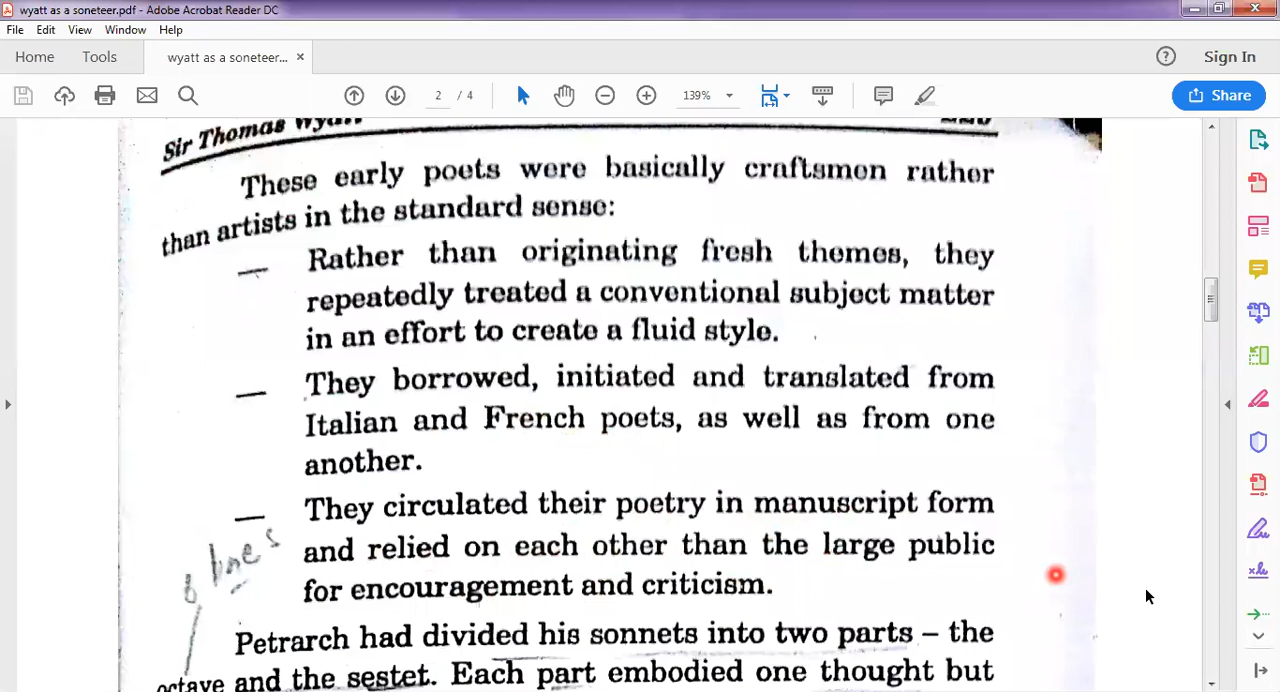 wyatt as a soneteer.pdf - Adobe Acrobat Reader DC
File Edit View Window Help
Home Tools wyatt as a soneteer... × Sign In
2 / 4 139% Share
Sir Thomas Wyatt
These early poets were basically craftsmen rather
than artists in the standard sense:
— Rather than originating fresh themes, they
repeatedly treated a conventional subject matter
in an effort to create a fluid style.
— They borrowed, initiated and translated from
Italian and French poets, as well as from one
another.
— They circulated their poetry in manuscript form
and relied on each other than the large public
for encouragement and criticism.
8 lines
Petrarch had divided his sonnets into two parts – the
octave and the sestet. Each part embodied one thought but